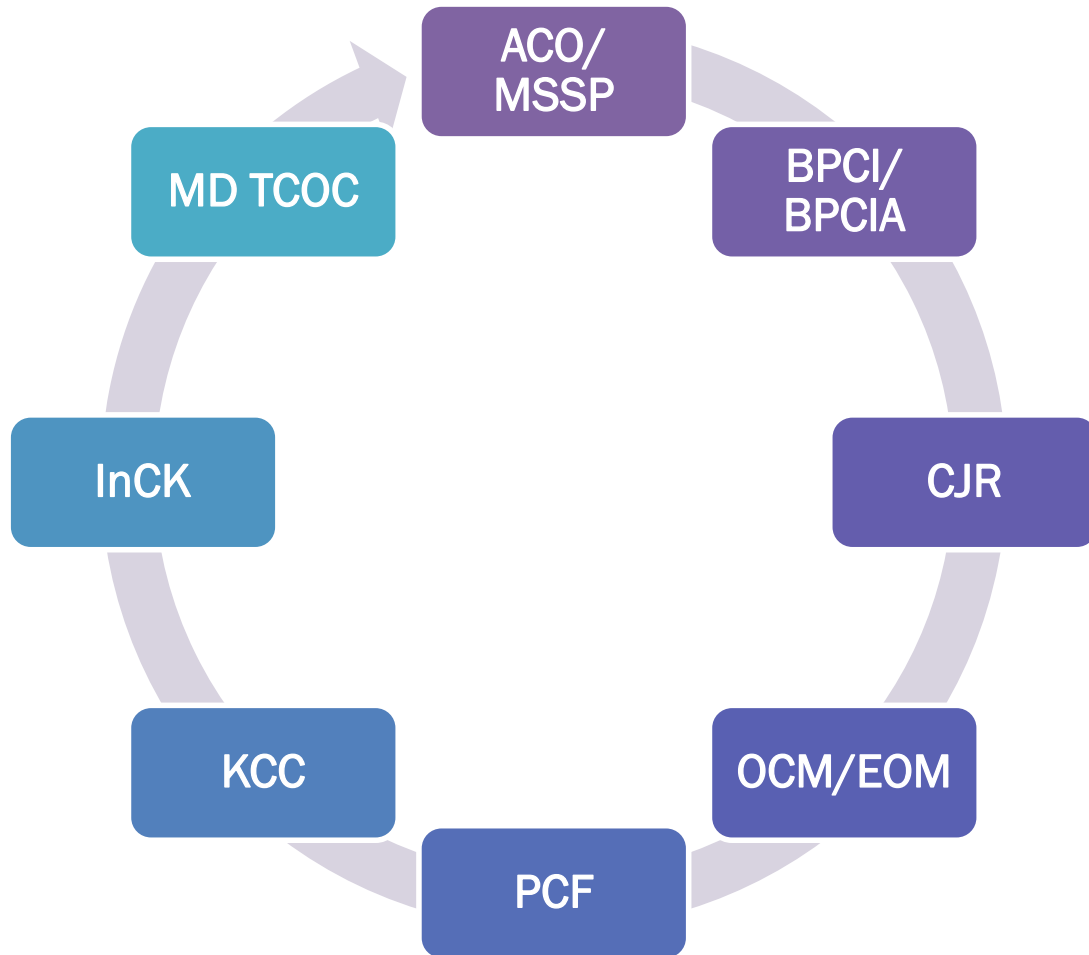 ACO/
MSSP
BPCI/
BPCIA
CJR
OCM/EOM
PCF
KCC
InCK
MD TCOC